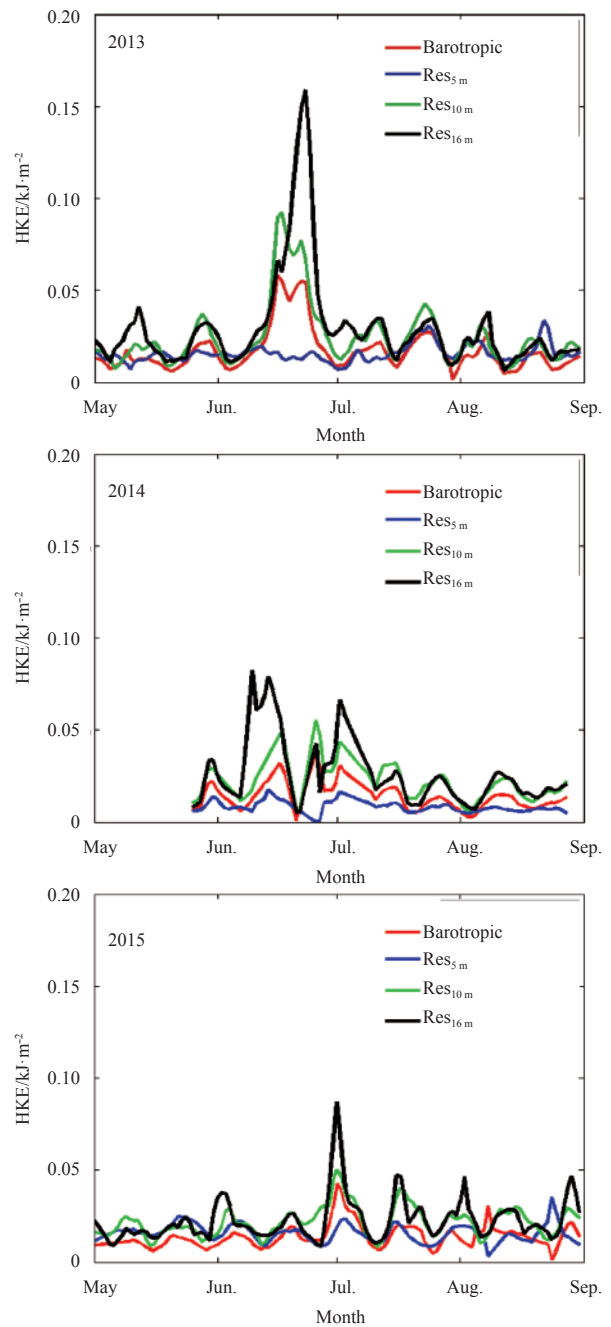 0.20
2013
Barotropic
Res5 m
Res10 m
Res16 m
0.15
0.10
0.05
0
HKE/kJ·m⁻²
May Jun. Jul. Aug. Sep.
Month
0.20
2014
Barotropic
Res5 m
Res10 m
Res16 m
0.15
0.10
0.05
0
HKE/kJ·m⁻²
May Jun. Jul. Aug. Sep.
Month
0.20
2015
Barotropic
Res5 m
Res10 m
Res16 m
0.15
0.10
0.05
0
HKE/kJ·m⁻²
May Jun. Jul. Aug. Sep.
Month